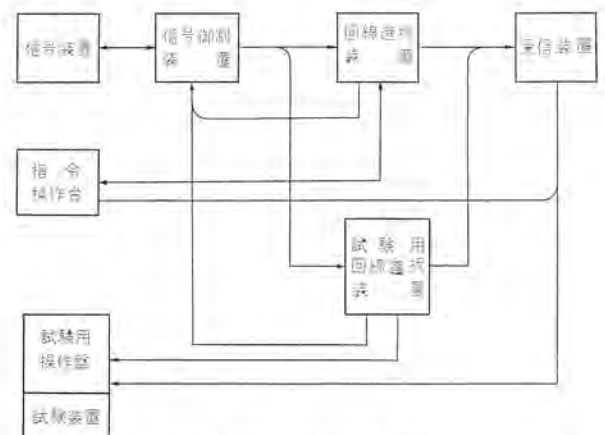 信号装置
信号御制
装置
回線選択
装置
受信装置
指令
操作台
試験用
回線選択
装置
試験用
操作盤
試験装置